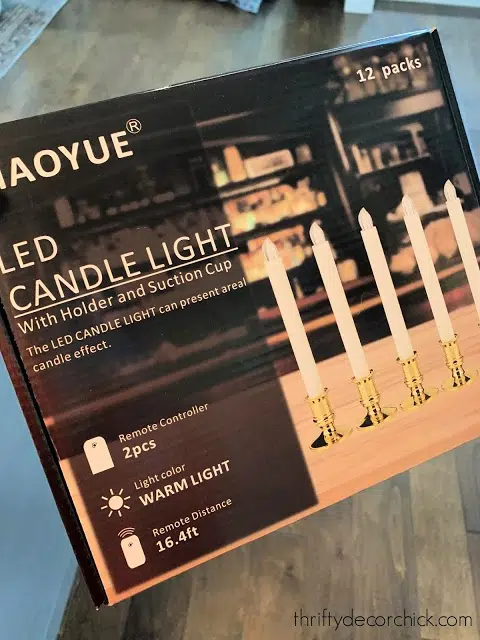 12 packs
IAOYUE®
LED
CANDLE LIGHT
With Holder and Suction Cup
The LED CANDLE LIGHT can present areal
candle effect.
Remote Controller
2pcs
Light color
WARM LIGHT
Remote Distance
16.4ft
thriftydecorchick.com